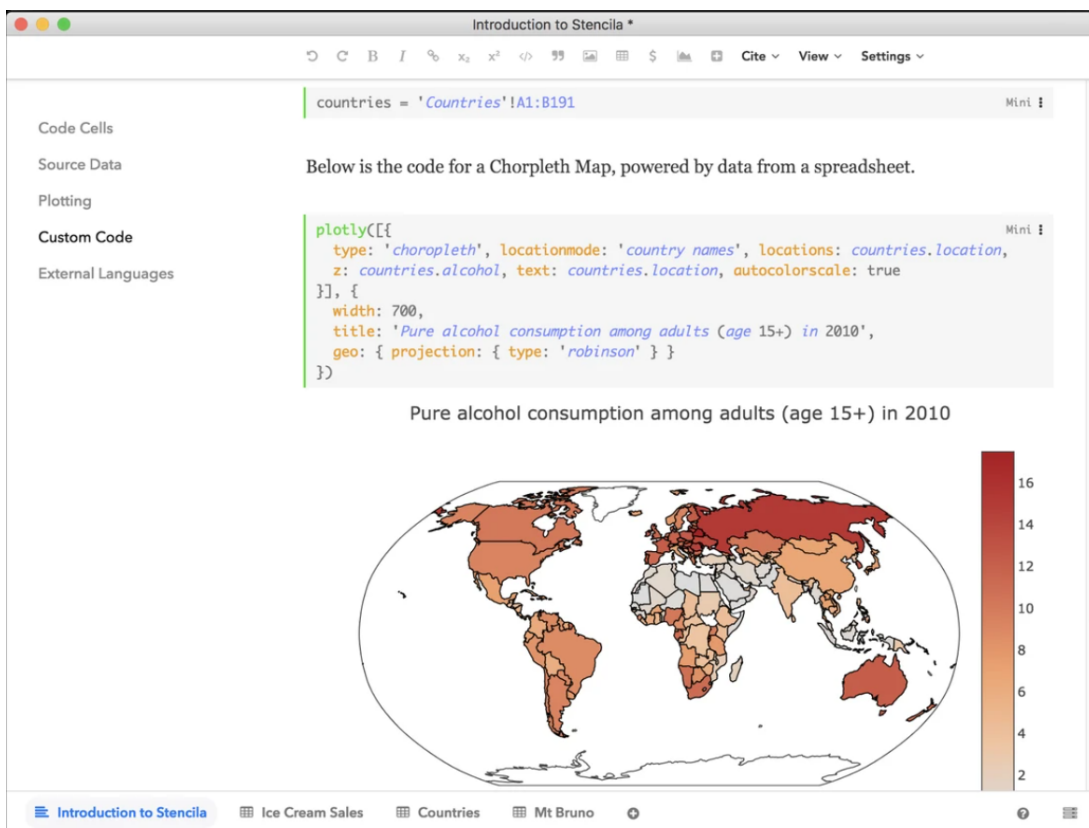 Introduction to Stencila *
B I x₂ x² </> $ Cite View Settings
Code Cells
Source Data
Plotting
Custom Code
External Languages
countries = 'Countries'!A1:B191
Mini
Below is the code for a Chorpleth Map, powered by data from a spreadsheet.
plotly([{
Mini
type: 'choropleth', locationmode: 'country names', locations: countries.location,
z: countries.alcohol, text: countries.location, autocolorscale: true
}], {
width: 700,
title: 'Pure alcohol consumption among adults (age 15+) in 2010',
geo: { projection: { type: 'robinson' } }
})
Pure alcohol consumption among adults (age 15+) in 2010
16
14
12
10
8
6
4
2
Introduction to Stencila Ice Cream Sales Countries Mt Bruno